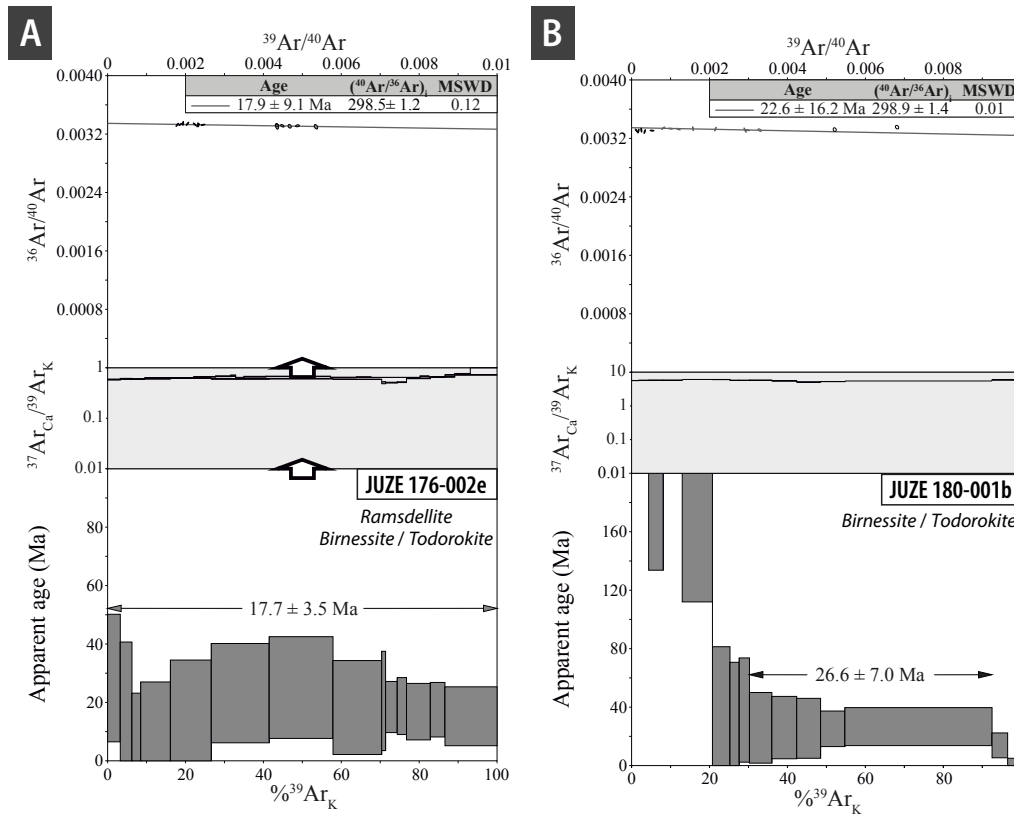 A
³⁹Ar/⁴⁰Ar
0 0.002 0.004 0.006 0.008 0.01
Age (⁴⁰Ar/³⁶Ar)ᵢ MSWD
17.9 ± 9.1 Ma 298.5 ± 1.2 0.12
0.0040
0.0032
0.0024
0.0016
0.0008
³⁶Ar/⁴⁰Ar
1
0.1
0.01
³⁷Ar_Ca/³⁹Ar_K
JUZE 176-002e
Ramsdellite
Birnessite / Todorokite
80
60
40
20
0
Apparent age (Ma)
17.7 ± 3.5 Ma
0 20 40 60 80 100
%³⁹Ar_K
B
³⁹Ar/⁴⁰Ar
0 0.002 0.004 0.006 0.008
Age (⁴⁰Ar/³⁶Ar)ᵢ MSWD
22.6 ± 16.2 Ma 298.9 ± 1.4 0.01
0.0040
0.0032
0.0024
0.0016
0.0008
³⁶Ar/⁴⁰Ar
10
1
0.1
0.01
³⁷Ar_Ca/³⁹Ar_K
JUZE 180-001b
Birnessite / Todorokite
160
120
80
40
0
Apparent age (Ma)
26.6 ± 7.0 Ma
0 20 40 60 80
%³⁹Ar_K